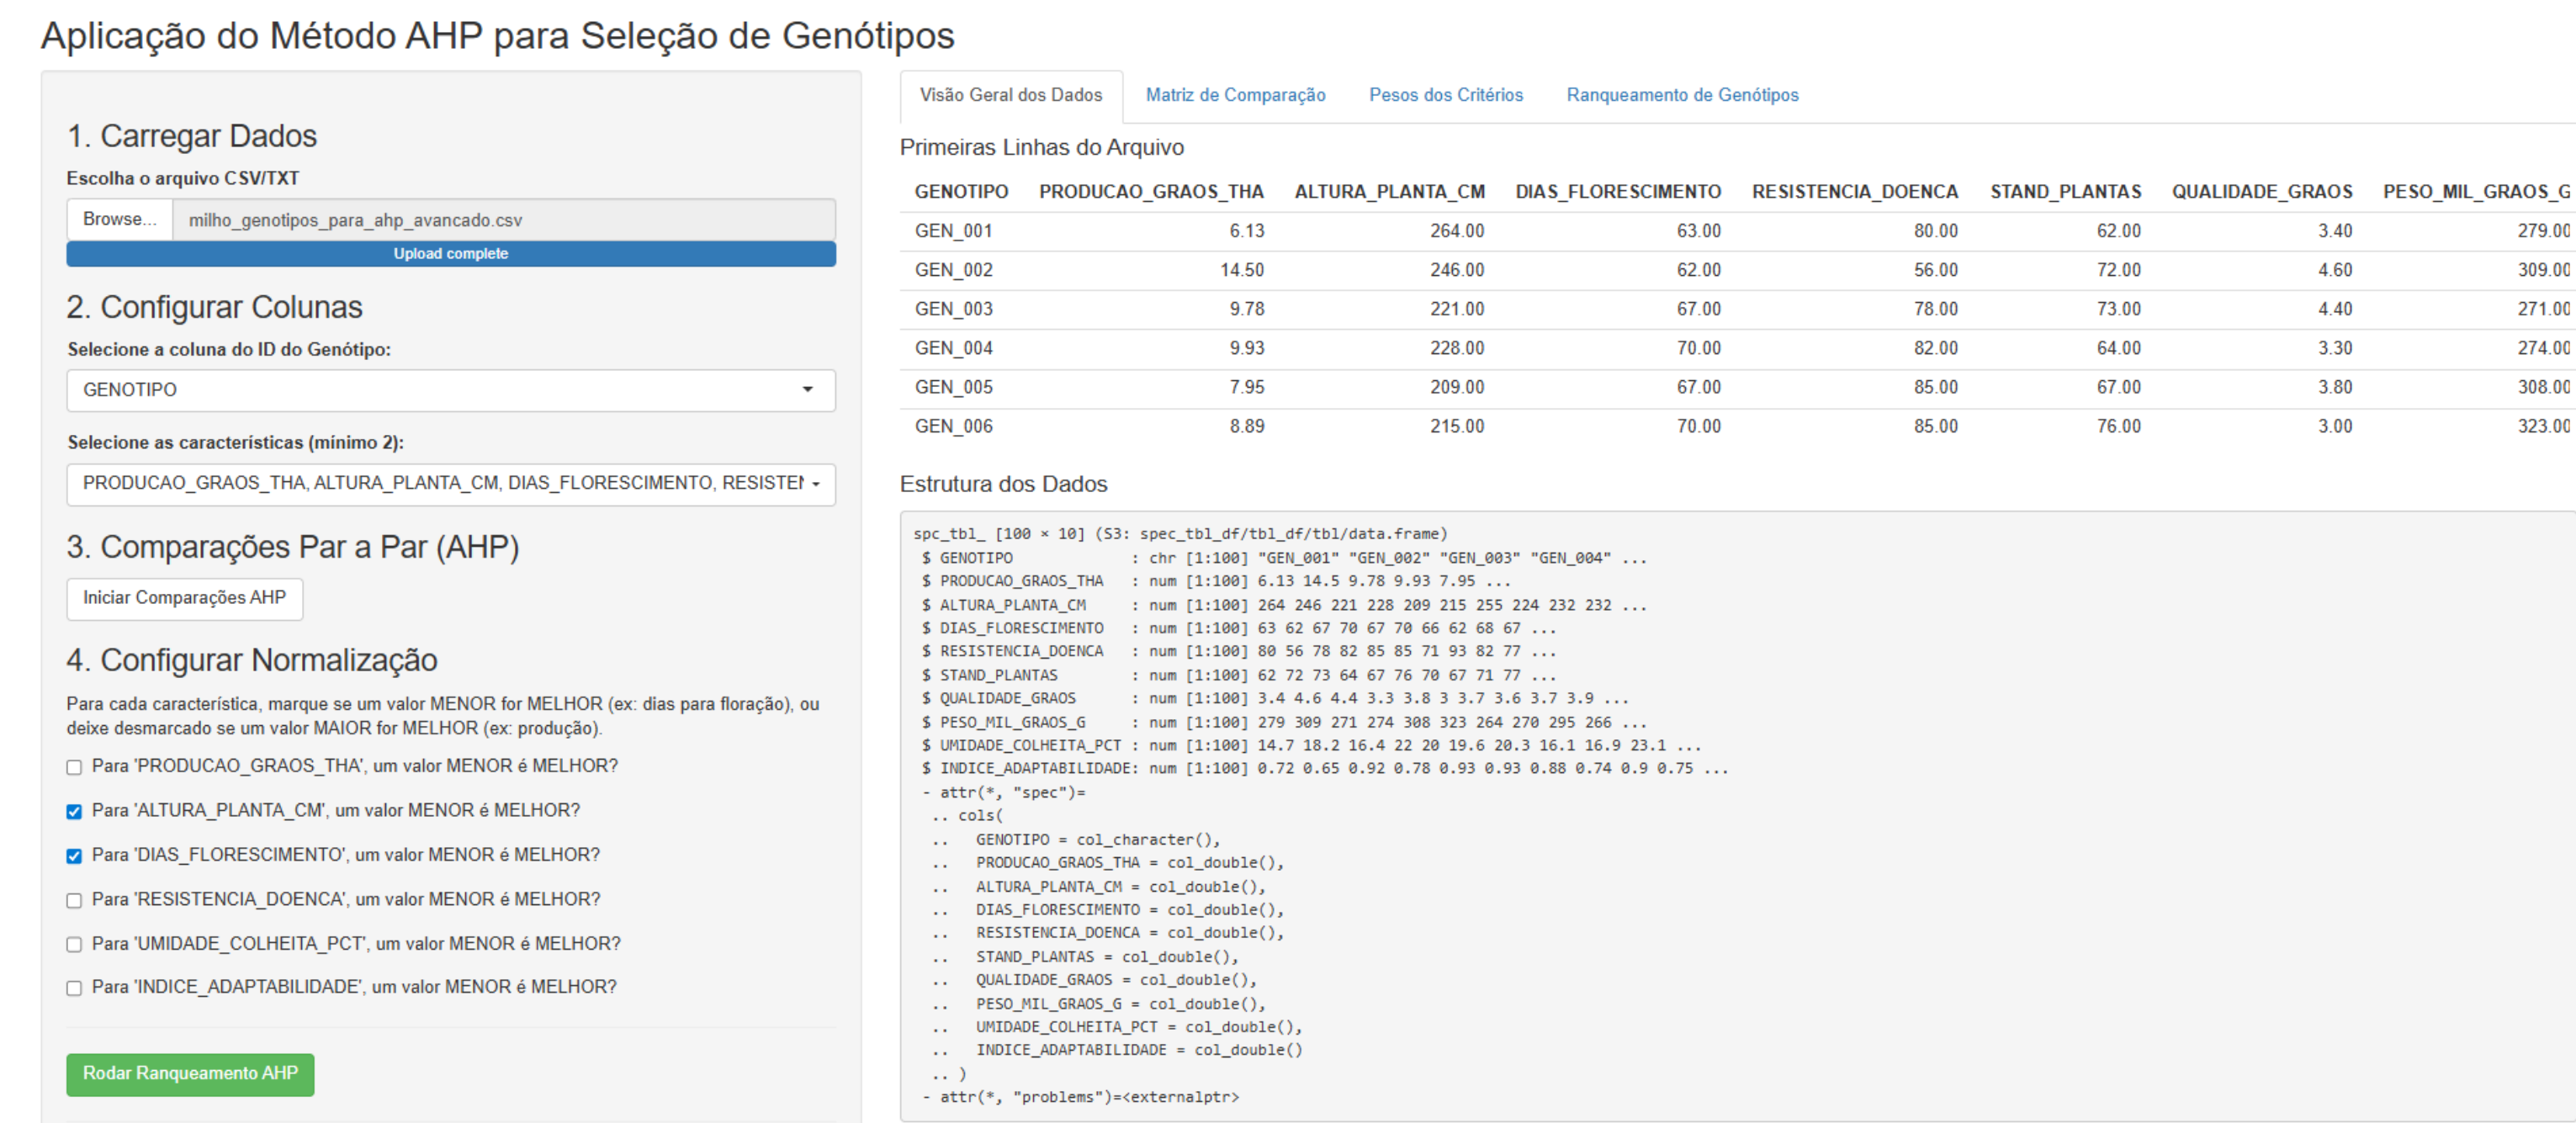 Aplicação do Método AHP para Seleção de Genótipos
1. Carregar Dados
Escolha o arquivo CSV/TXT
Browse... milho_genotipos_para_ahp_avancado.csv
Upload complete
2. Configurar Colunas
Selecione a coluna do ID do Genótipo:
GENOTIPO
Selecione as características (mínimo 2):
PRODUCAO_GRAOS_THA, ALTURA_PLANTA_CM, DIAS_FLORESCIMENTO, RESISTEN
3. Comparações Par a Par (AHP)
Iniciar Comparações AHP
4. Configurar Normalização
Para cada característica, marque se um valor MENOR for MELHOR (ex: dias para floração), ou
deixe desmarcado se um valor MAIOR for MELHOR (ex: produção).
Para 'PRODUCAO_GRAOS_THA', um valor MENOR é MELHOR?
Para 'ALTURA_PLANTA_CM', um valor MENOR é MELHOR?
Para 'DIAS_FLORESCIMENTO', um valor MENOR é MELHOR?
Para 'RESISTENCIA_DOENCA', um valor MENOR é MELHOR?
Para 'UMIDADE_COLHEITA_PCT', um valor MENOR é MELHOR?
Para 'INDICE_ADAPTABILIDADE', um valor MENOR é MELHOR?
Rodar Ranqueamento AHP
Visão Geral dos Dados Matriz de Comparação Pesos dos Critérios Ranqueamento de Genótipos
Primeiras Linhas do Arquivo
GENOTIPO PRODUCAO_GRAOS_THA ALTURA_PLANTA_CM DIAS_FLORESCIMENTO RESISTENCIA_DOENCA STAND_PLANTAS QUALIDADE_GRAOS PESO_MIL_GRAOS_G
GEN_001 6.13 264.00 63.00 80.00 62.00 3.40 279.00
GEN_002 14.50 246.00 62.00 56.00 72.00 4.60 309.00
GEN_003 9.78 221.00 67.00 78.00 73.00 4.40 271.00
GEN_004 9.93 228.00 70.00 82.00 64.00 3.30 274.00
GEN_005 7.95 209.00 67.00 85.00 67.00 3.80 308.00
GEN_006 8.89 215.00 70.00 85.00 76.00 3.00 323.00
Estrutura dos Dados
spc_tbl_ [100 × 10] (S3: spec_tbl_df/tbl_df/tbl/data.frame)
$ GENOTIPO : chr [1:100] "GEN_001" "GEN_002" "GEN_003" "GEN_004" ...
$ PRODUCAO_GRAOS_THA : num [1:100] 6.13 14.5 9.78 9.93 7.95 ...
$ ALTURA_PLANTA_CM : num [1:100] 264 246 221 228 209 215 255 224 232 232 ...
$ DIAS_FLORESCIMENTO : num [1:100] 63 62 67 70 67 70 66 62 68 67 ...
$ RESISTENCIA_DOENCA : num [1:100] 80 56 78 82 85 85 71 93 82 77 ...
$ STAND_PLANTAS : num [1:100] 62 72 73 64 67 76 70 67 71 77 ...
$ QUALIDADE_GRAOS : num [1:100] 3.4 4.6 4.4 3.3 3.8 3 3.7 3.6 3.7 3.9 ...
$ PESO_MIL_GRAOS_G : num [1:100] 279 309 271 274 308 323 264 270 295 266 ...
$ UMIDADE_COLHEITA_PCT : num [1:100] 14.7 18.2 16.4 22 20 19.6 20.3 16.1 16.9 23.1 ...
$ INDICE_ADAPTABILIDADE: num [1:100] 0.72 0.65 0.92 0.78 0.93 0.93 0.88 0.74 0.9 0.75 ...
- attr(*, "spec")=
.. cols(
.. GENOTIPO = col_character(),
.. PRODUCAO_GRAOS_THA = col_double(),
.. ALTURA_PLANTA_CM = col_double(),
.. DIAS_FLORESCIMENTO = col_double(),
.. RESISTENCIA_DOENCA = col_double(),
.. STAND_PLANTAS = col_double(),
.. QUALIDADE_GRAOS = col_double(),
.. PESO_MIL_GRAOS_G = col_double(),
.. UMIDADE_COLHEITA_PCT = col_double(),
.. INDICE_ADAPTABILIDADE = col_double()
.. )
- attr(*, "problems")=<externalptr>